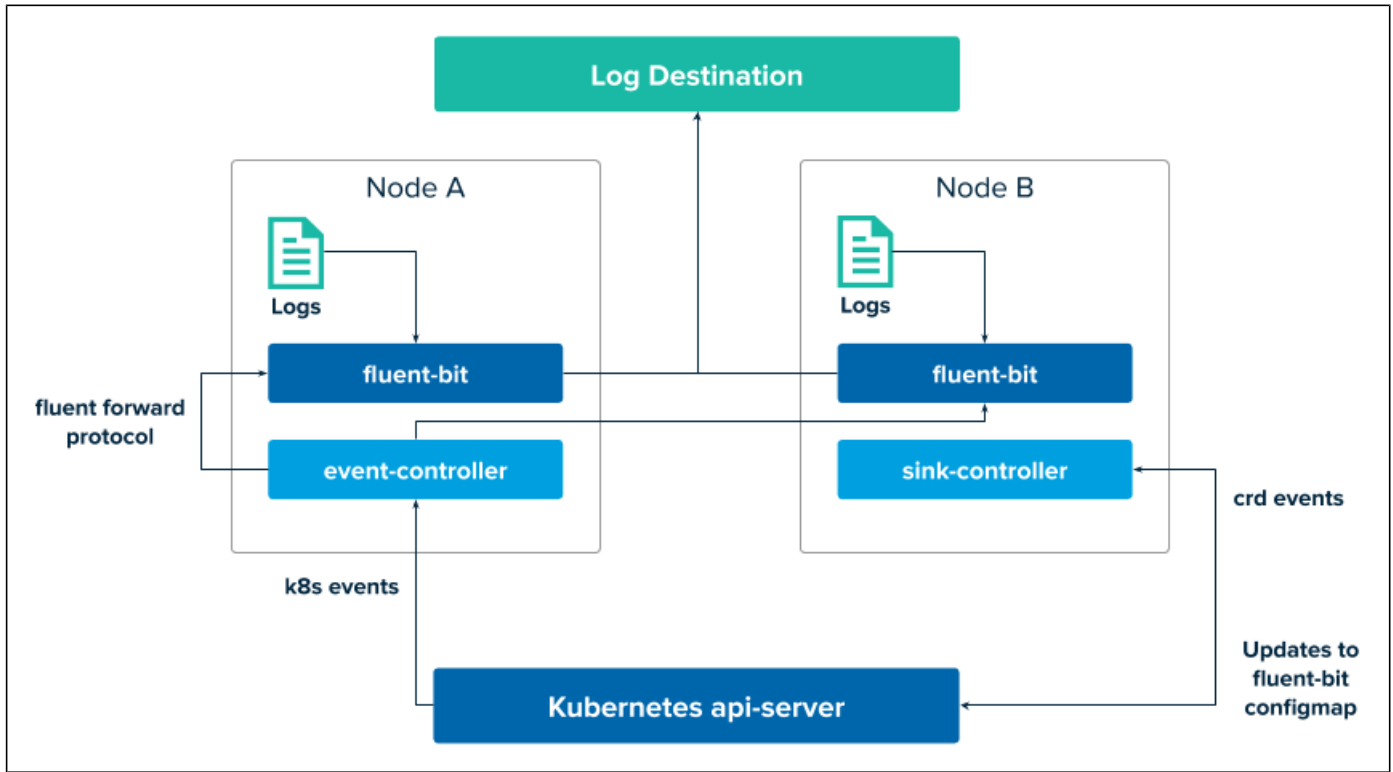 Log Destination
Node A
Node B
Logs
Logs
fluent-bit
fluent-bit
fluent forward
protocol
event-controller
sink-controller
crd events
k8s events
Updates to
fluent-bit
configmap
Kubernetes api-server